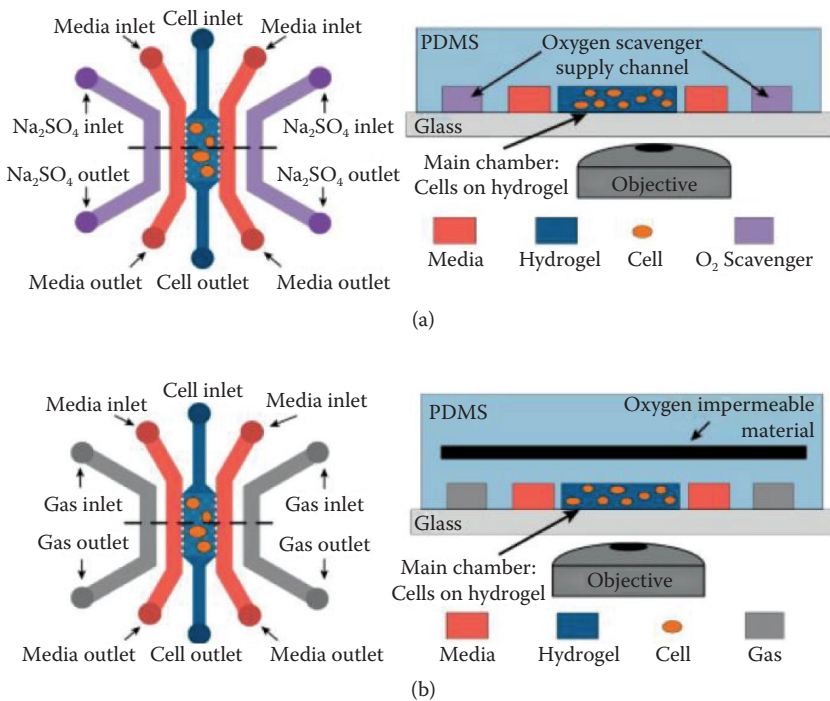 Cell inlet
Media inlet
Media inlet
Na₂SO₄ inlet
Na₂SO₄ inlet
Na₂SO₄ outlet
Na₂SO₄ outlet
Media outlet
Cell outlet
Media outlet
PDMS
Oxygen scavenger
supply channel
Glass
Main chamber:
Cells on hydrogel
Objective
Media
Hydrogel
Cell
O₂ Scavenger
(a)
Cell inlet
Media inlet
Media inlet
Gas inlet
Gas inlet
Gas outlet
Gas outlet
Media outlet
Cell outlet
Media outlet
PDMS
Oxygen impermeable
material
Glass
Main chamber:
Cells on hydrogel
Objective
Media
Hydrogel
Cell
Gas
(b)